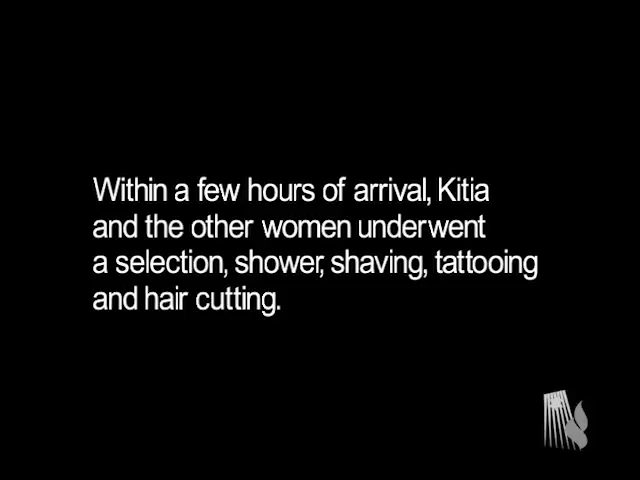 Within a few hours of arrival, Kitia
and the other women underwent
a selection, shower, shaving, tattooing
and hair cutting.